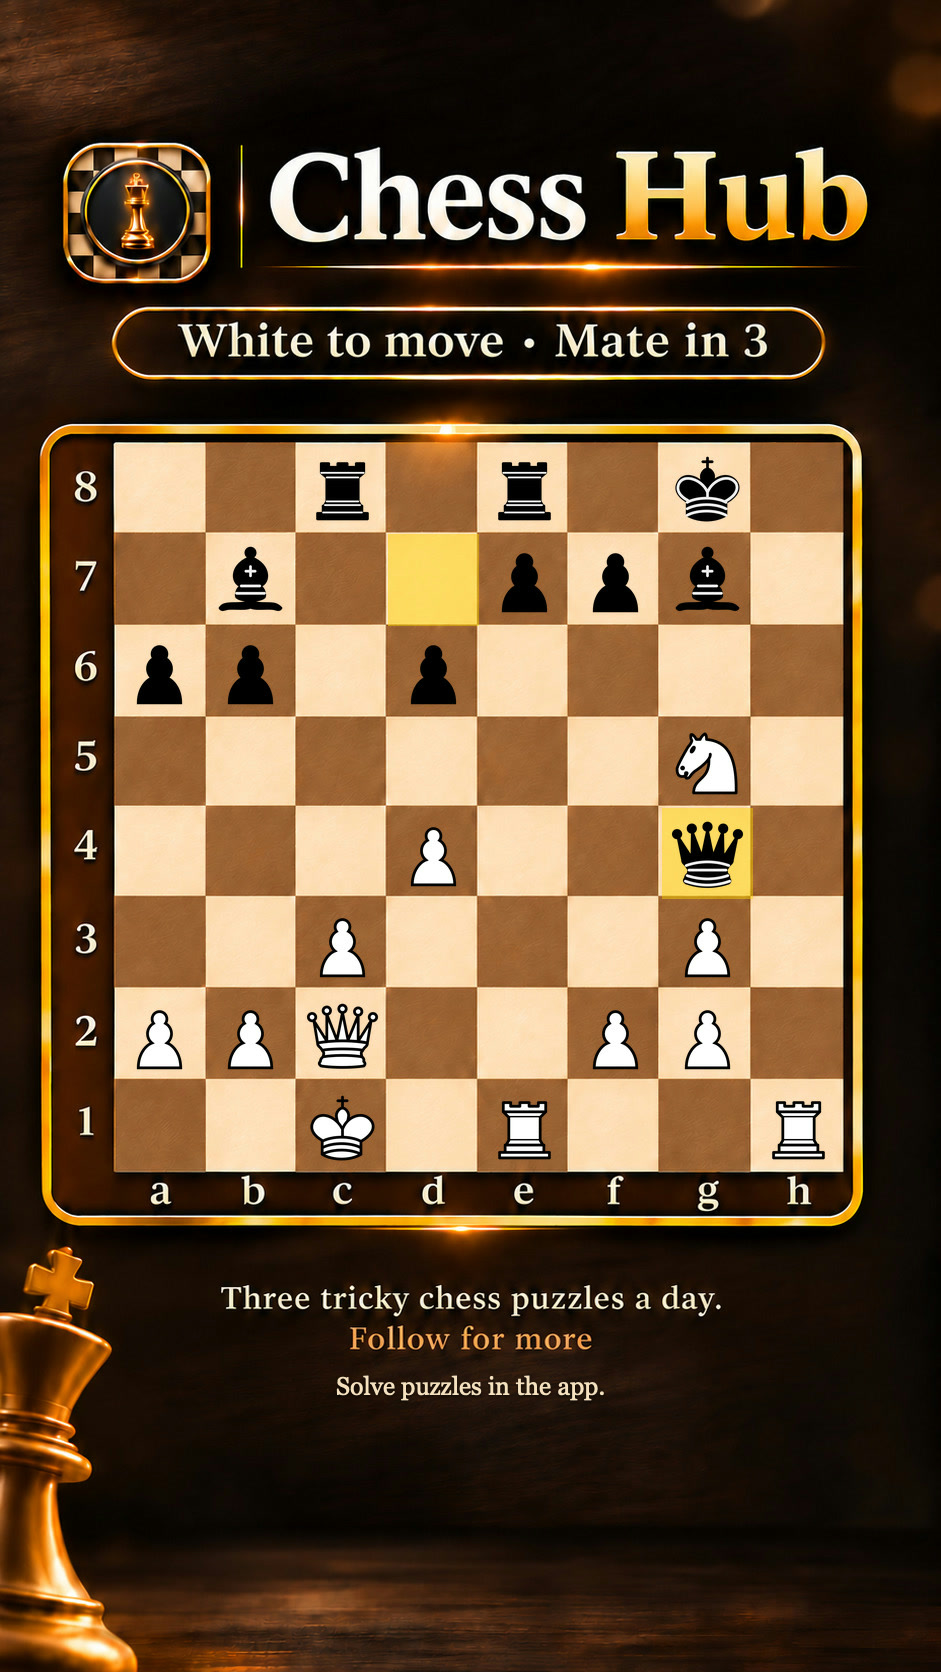 Chess Hub
White to move • Mate in 3
8
7
6
5
4
3
2
1
a b c d e f g h
Three tricky chess puzzles a day.
Follow for more
Solve puzzles in the app.